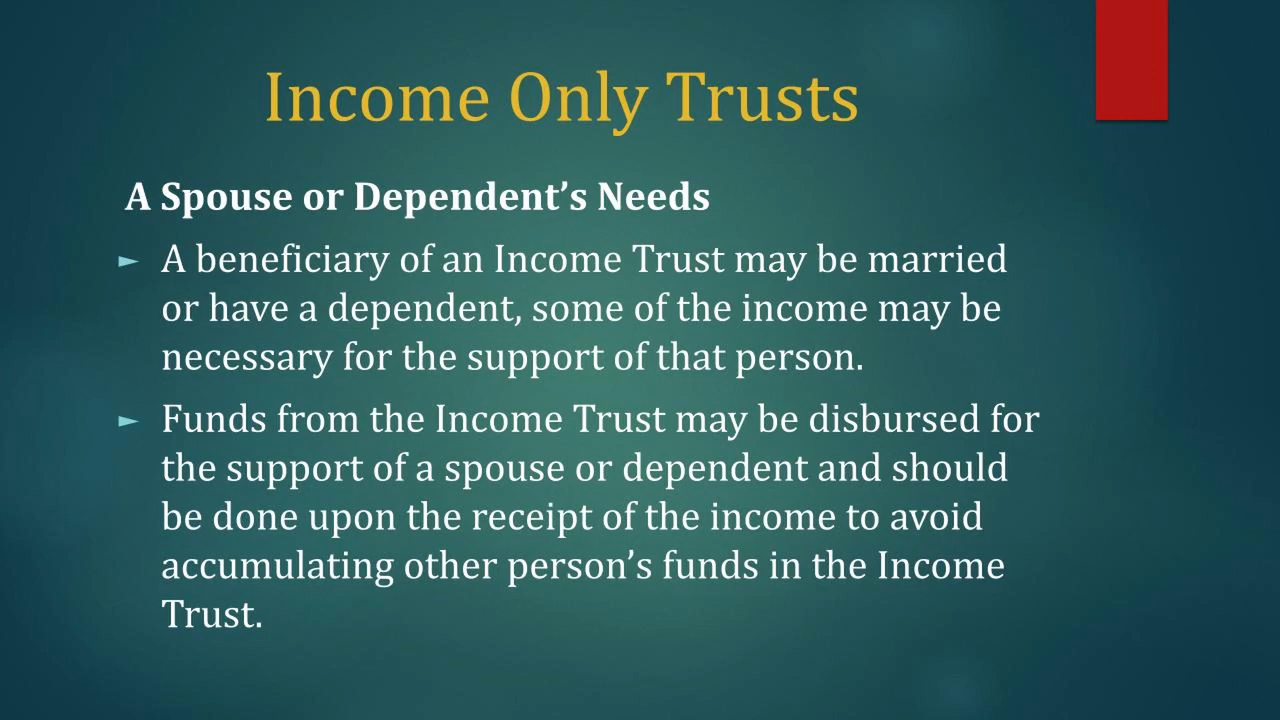 Income Only Trusts
A Spouse or Dependent’s Needs
► A beneficiary of an Income Trust may be married
or have a dependent, some of the income may be
necessary for the support of that person.
► Funds from the Income Trust may be disbursed for
the support of a spouse or dependent and should
be done upon the receipt of the income to avoid
accumulating other person’s funds in the Income
Trust.